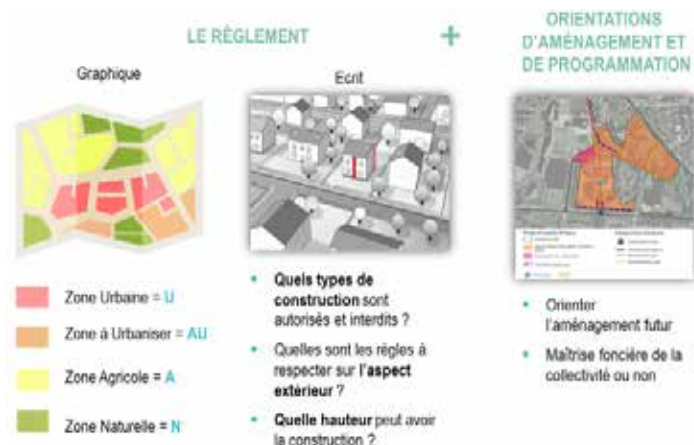 LE RÈGLEMENT
+
ORIENTATIONS
D'AMÉNAGEMENT ET
DE PROGRAMMATION
Graphique
Ecrit
Zone Urbaine = U
Zone à Urbaniser = AU
Zone Agricole = A
Zone Naturelle = N
• Quels types de
construction sont
autorisés et interdits ?
• Quelles sont les règles à
respecter sur l'aspect
extérieur ?
• Quelle hauteur peut avoir
la construction ?
• Orienter
l'aménagement futur
• Maîtrise foncière de la
collectivité ou non